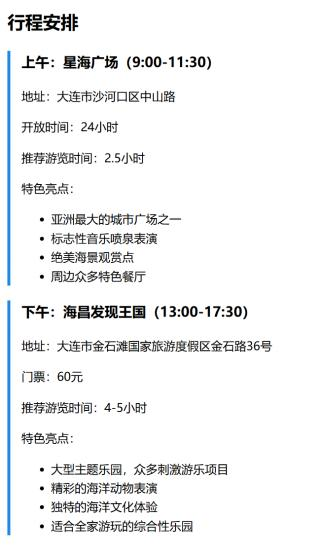 行程安排
上午：星海广场（9:00-11:30）
地址：大连市沙河口区中山路
开放时间：24小时
推荐游览时间：2.5小时
特色亮点：
• 亚洲最大的城市广场之一
• 标志性音乐喷泉表演
• 绝美海景观赏点
• 周边众多特色餐厅
下午：海昌发现王国（13:00-17:30）
地址：大连市金石滩国家旅游度假区金石路36号
门票：60元
推荐游览时间：4-5小时
特色亮点：
• 大型主题乐园，众多刺激游乐项目
• 精彩的海洋动物表演
• 独特的海洋文化体验
• 适合全家游玩的综合性乐园